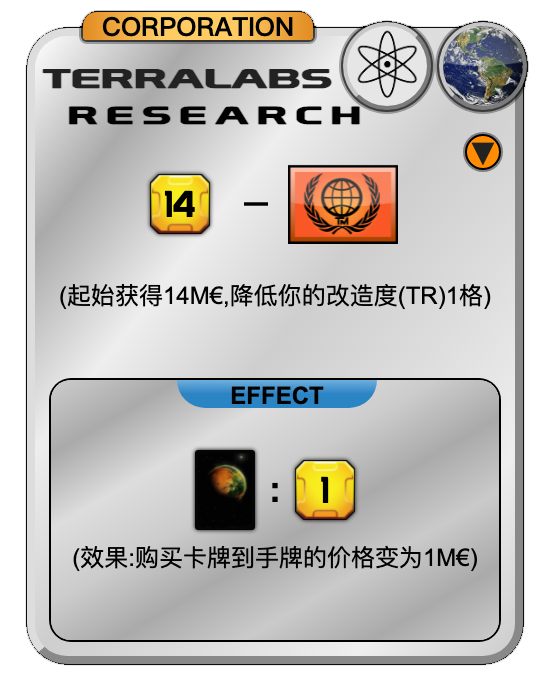 CORPORATION
TERRALABS
RESEARCH
14 –
TM
(起始获得14M€,降低你的改造度(TR)1格)
EFFECT
: 1
(效果:购买卡牌到手牌的价格变为1M€)